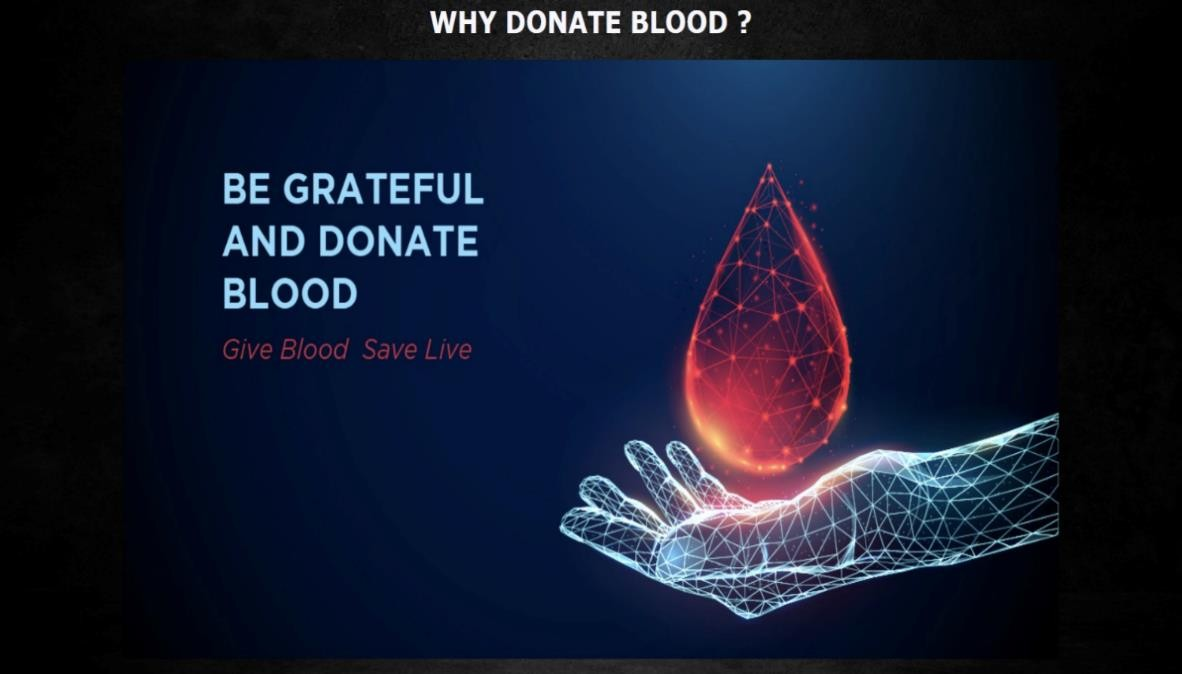 WHY DONATE BLOOD ?
BE GRATEFUL
AND DONATE
BLOOD
Give Blood Save Live